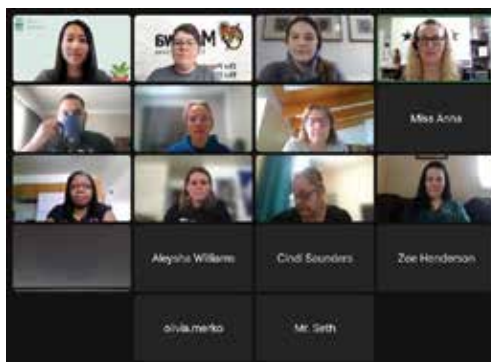 Miss Anna
Aleysha Williams
Cindi Saunders
Zoe Henderson
olivia.merko
Mr. Seth